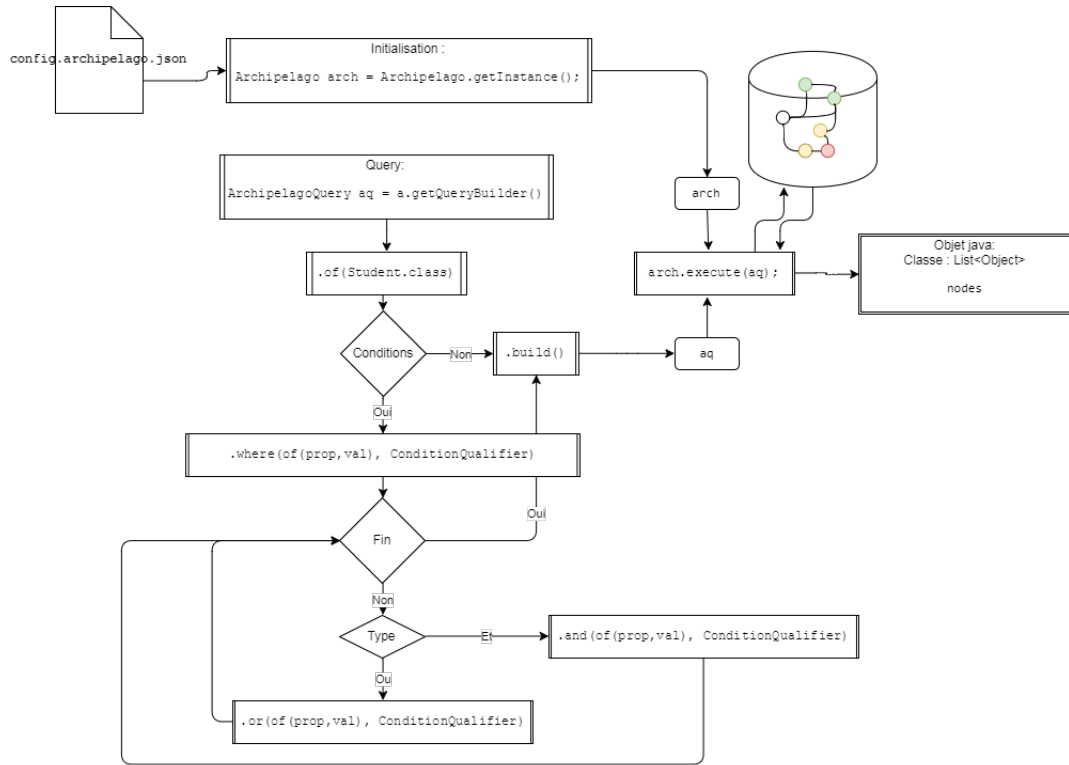 config.archipelago.json
Initialisation :
Archipelago arch = Archipelago.getInstance();
Query:
ArchipelagoQuery aq = a.getQueryBuilder()
arch
.of(Student.class)
arch.execute(aq);
Objet java:
Classe : List<Object>
nodes
Conditions
Non
.build()
aq
Oui
.where(of(prop,val), ConditionQualifier)
Oui
Fin
Non
Type
Et
.and(of(prop,val), ConditionQualifier)
Ou
.or(of(prop,val), ConditionQualifier)